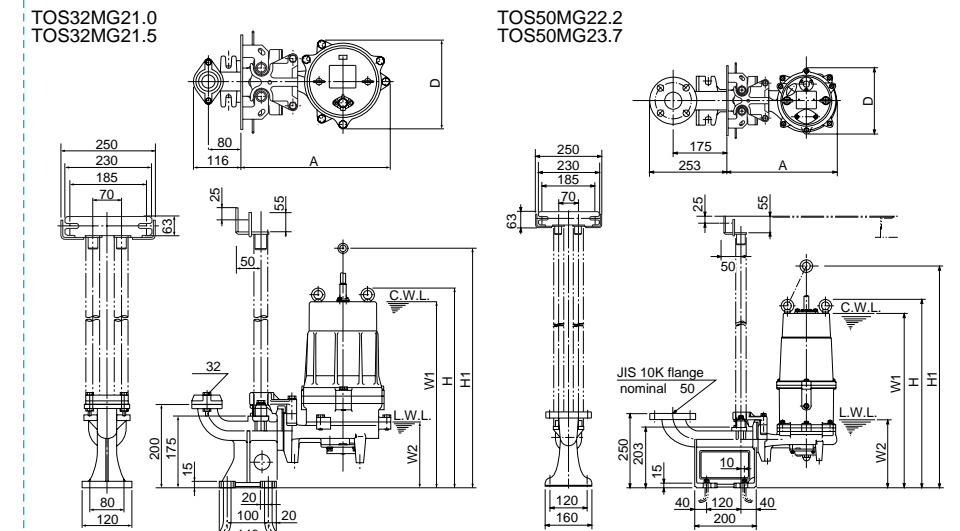 TOS32MG21.0
TOS32MG21.5
D
80
116
A
250
230
185
70
63
25
55
50
C.W.L.
32
L.W.L.
W1
H
H1
W2
200
175
15
20
80
100
20
120
TOS50MG22.2
TOS50MG23.7
D
175
253
A
250
230
185
70
63
25
55
50
C.W.L.
JIS 10K flange
nominal 50
L.W.L.
W1
H
H1
W2
250
203
15
10
120
160
40
120
40
200